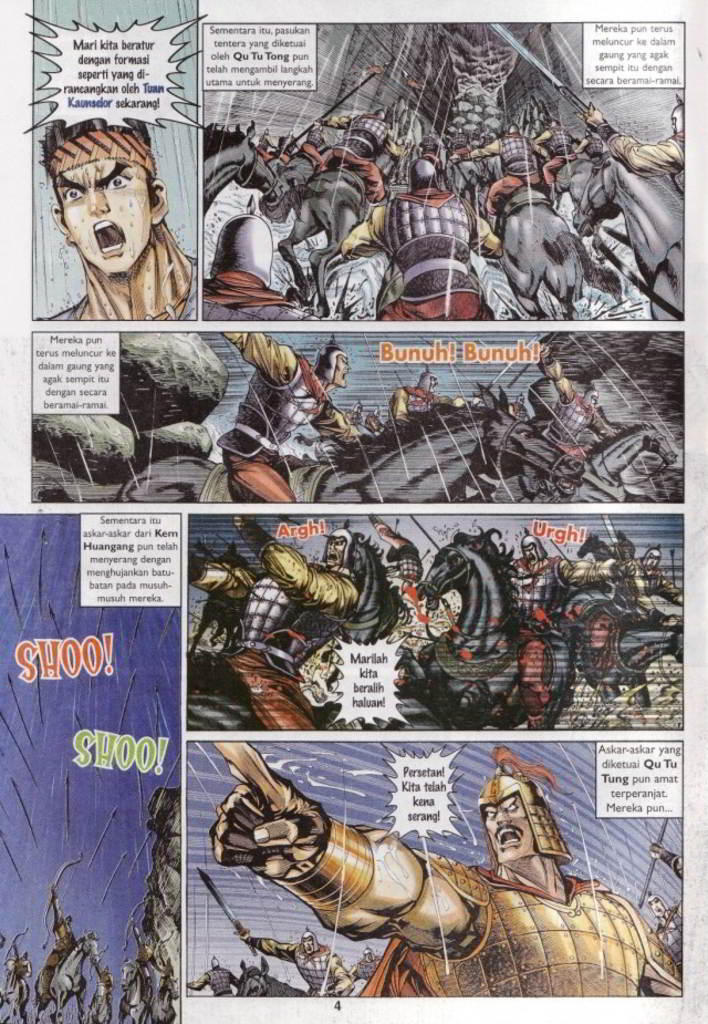 Mari kita beratur
dengan formasi
seperti yang di-
rancangkan oleh Tuan
Kaunselor sekarang!
Sementara itu, pasukan
tentera yang diketuai
oleh Qu Tu Tong pun
telah mengambil langkah
utama untuk menyerang.
Mereka pun terus
meluncur ke dalam
gaung yang agak
sempit itu dengan
secara beramai-ramai.
Mereka pun
terus meluncur ke
dalam gaung yang
agak sempit itu
dengan secara
beramai-ramai.
Bunuh! Bunuh!
Sementara itu
askar-askar dari Kem
Huangang pun telah
menyerang dengan
menghujankan batu-
batan pada musuh-
musuh mereka.
SHOO!
SHOO!
Argh!
Urgh!
Marilah
kita
beralih
haluan!
Persetan!
Kita telah
kena
serang!
Askar-askar yang
diketuai Qu Tu
Tung pun amat
terperanjat.
Mereka pun...
4